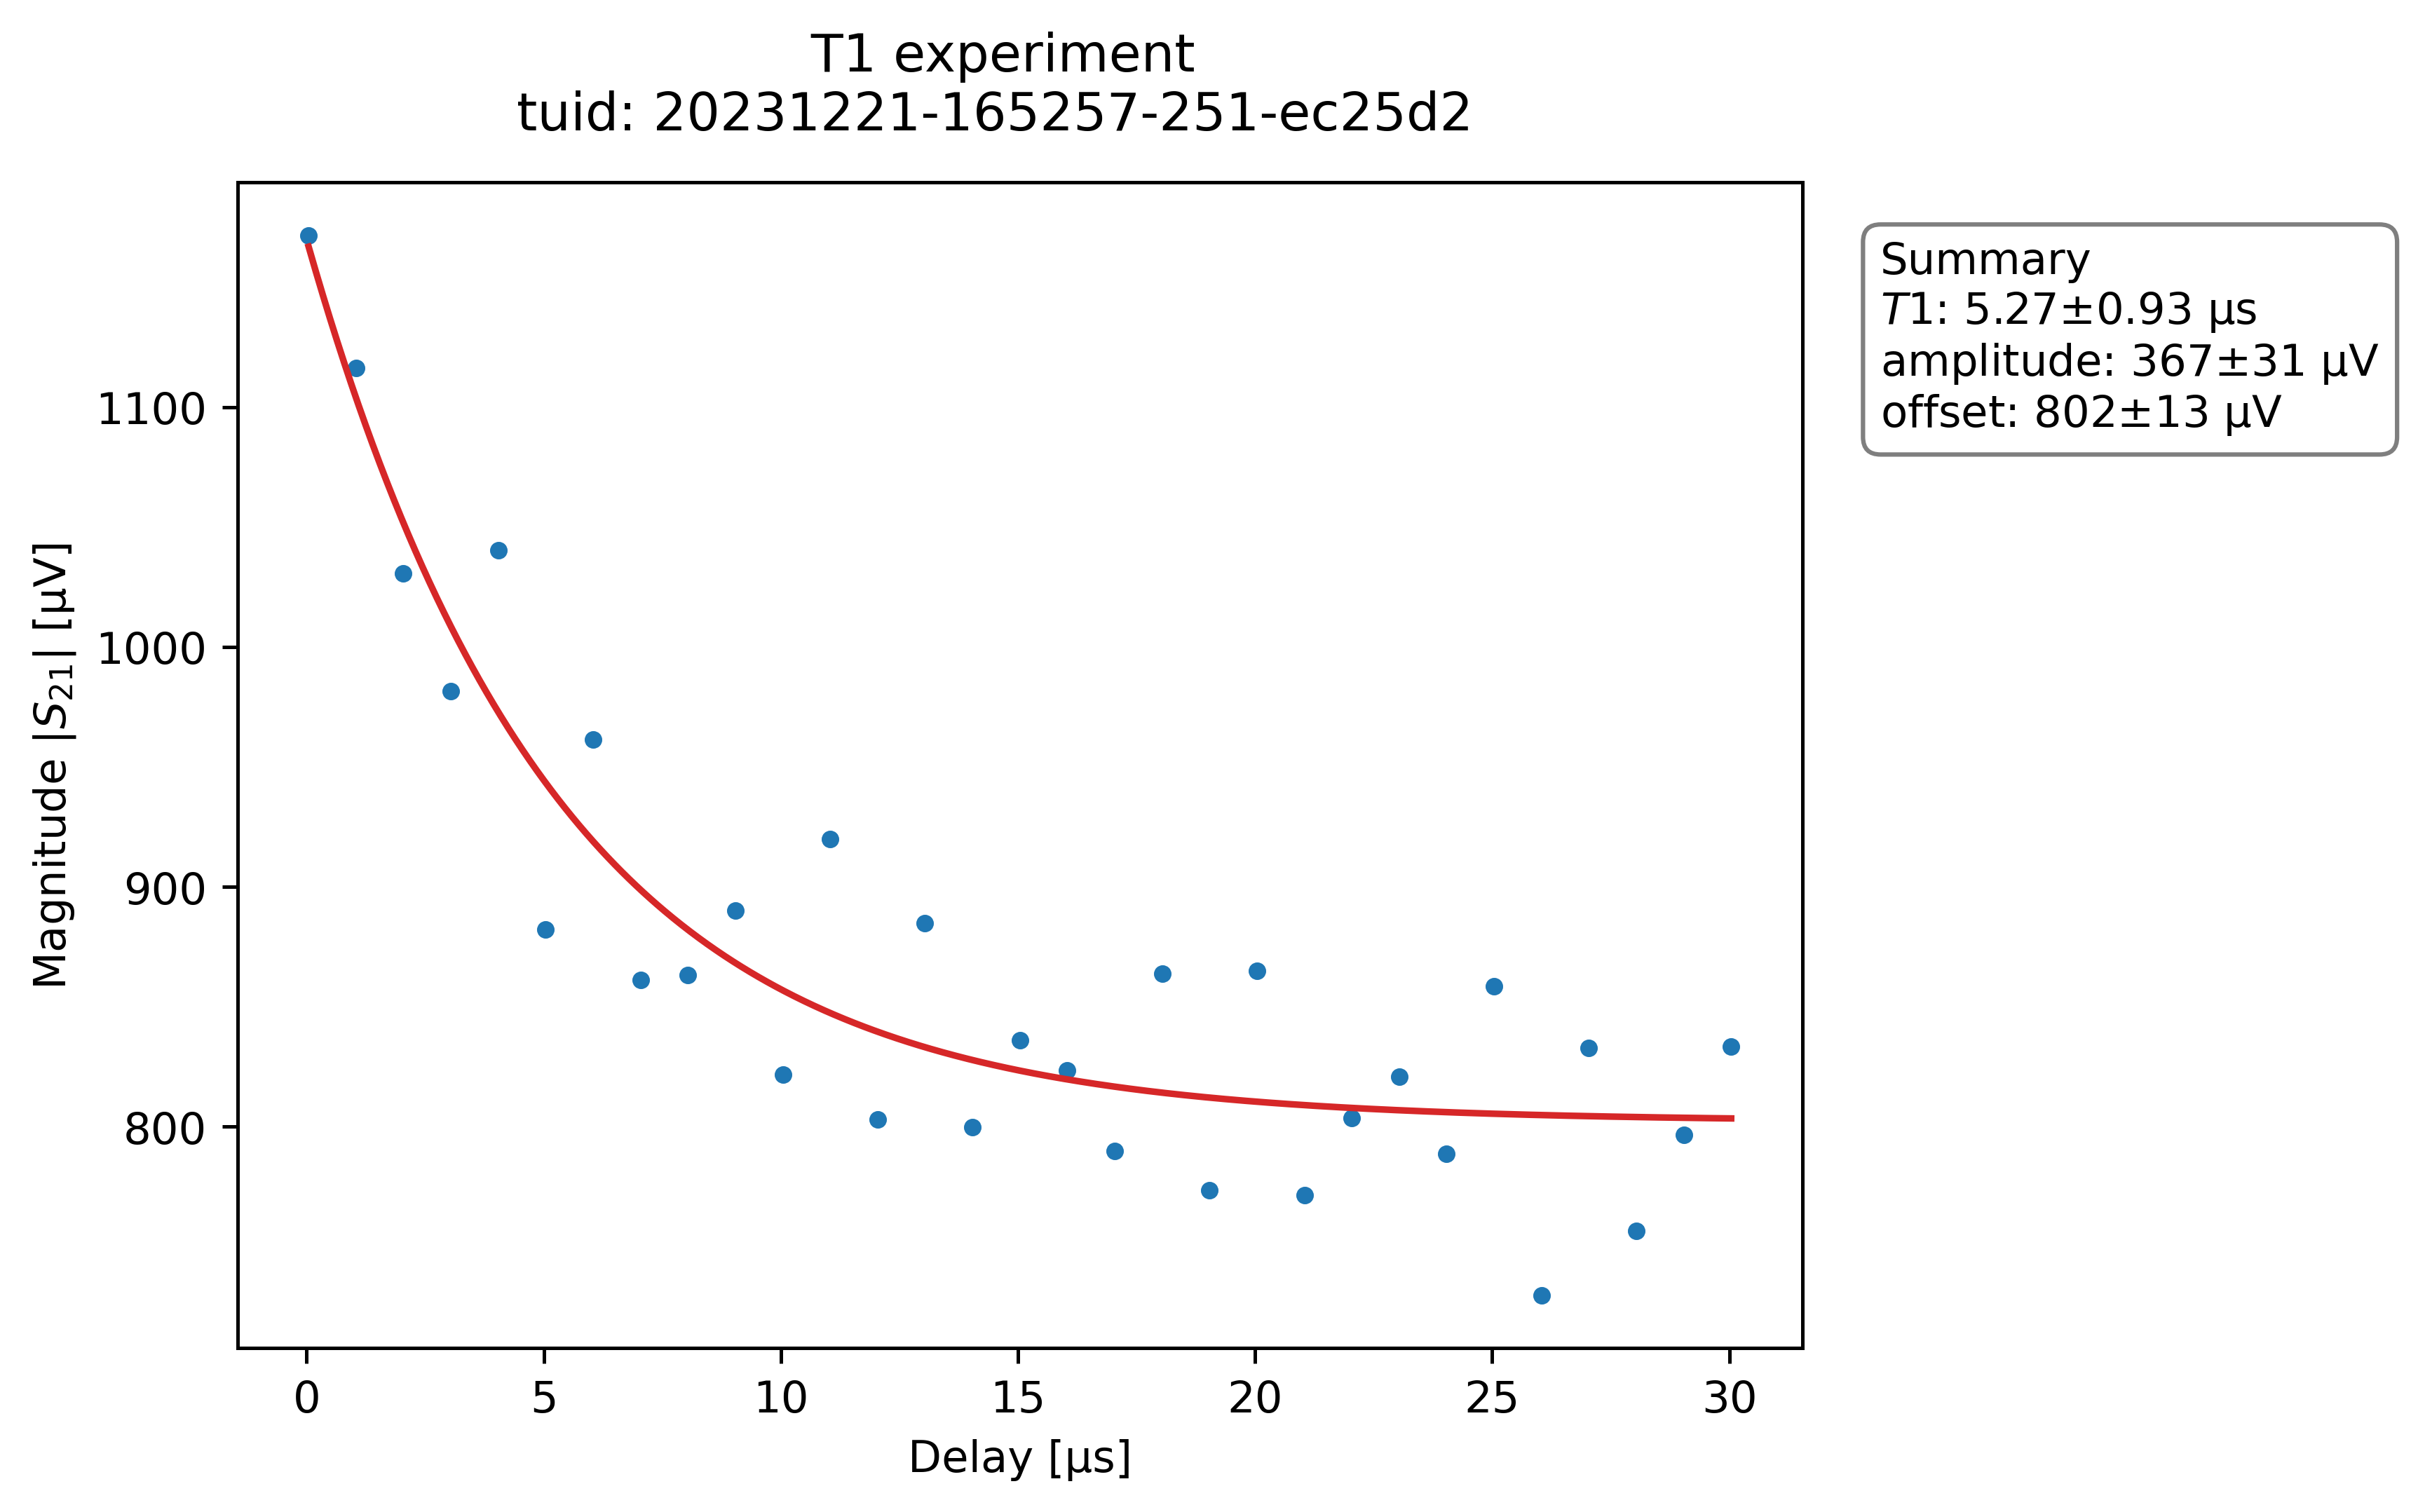 T1 experiment
tuid: 20231221-165257-251-ec25d2
Summary
T1: 5.27±0.93 µs
amplitude: 367±31 µV
offset: 802±13 µV
Magnitude |S21| [µV]
1100
1000
900
800
0 5 10 15 20 25 30
Delay [µs]